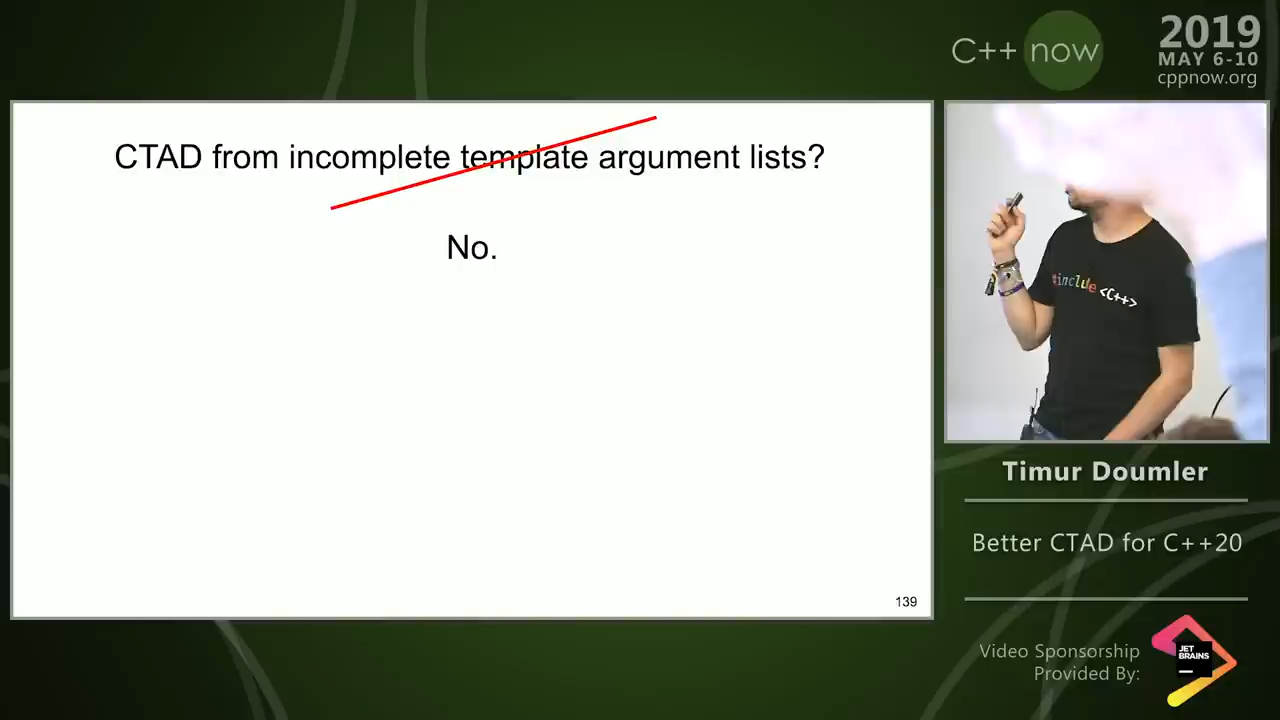 C++ now
2019
MAY 6-10
cppnow.org
CTAD from incomplete template argument lists?
No.
139
#include <C++>
Timur Doumler
Better CTAD for C++20
Video Sponsorship
Provided By:
JET
BRAINS